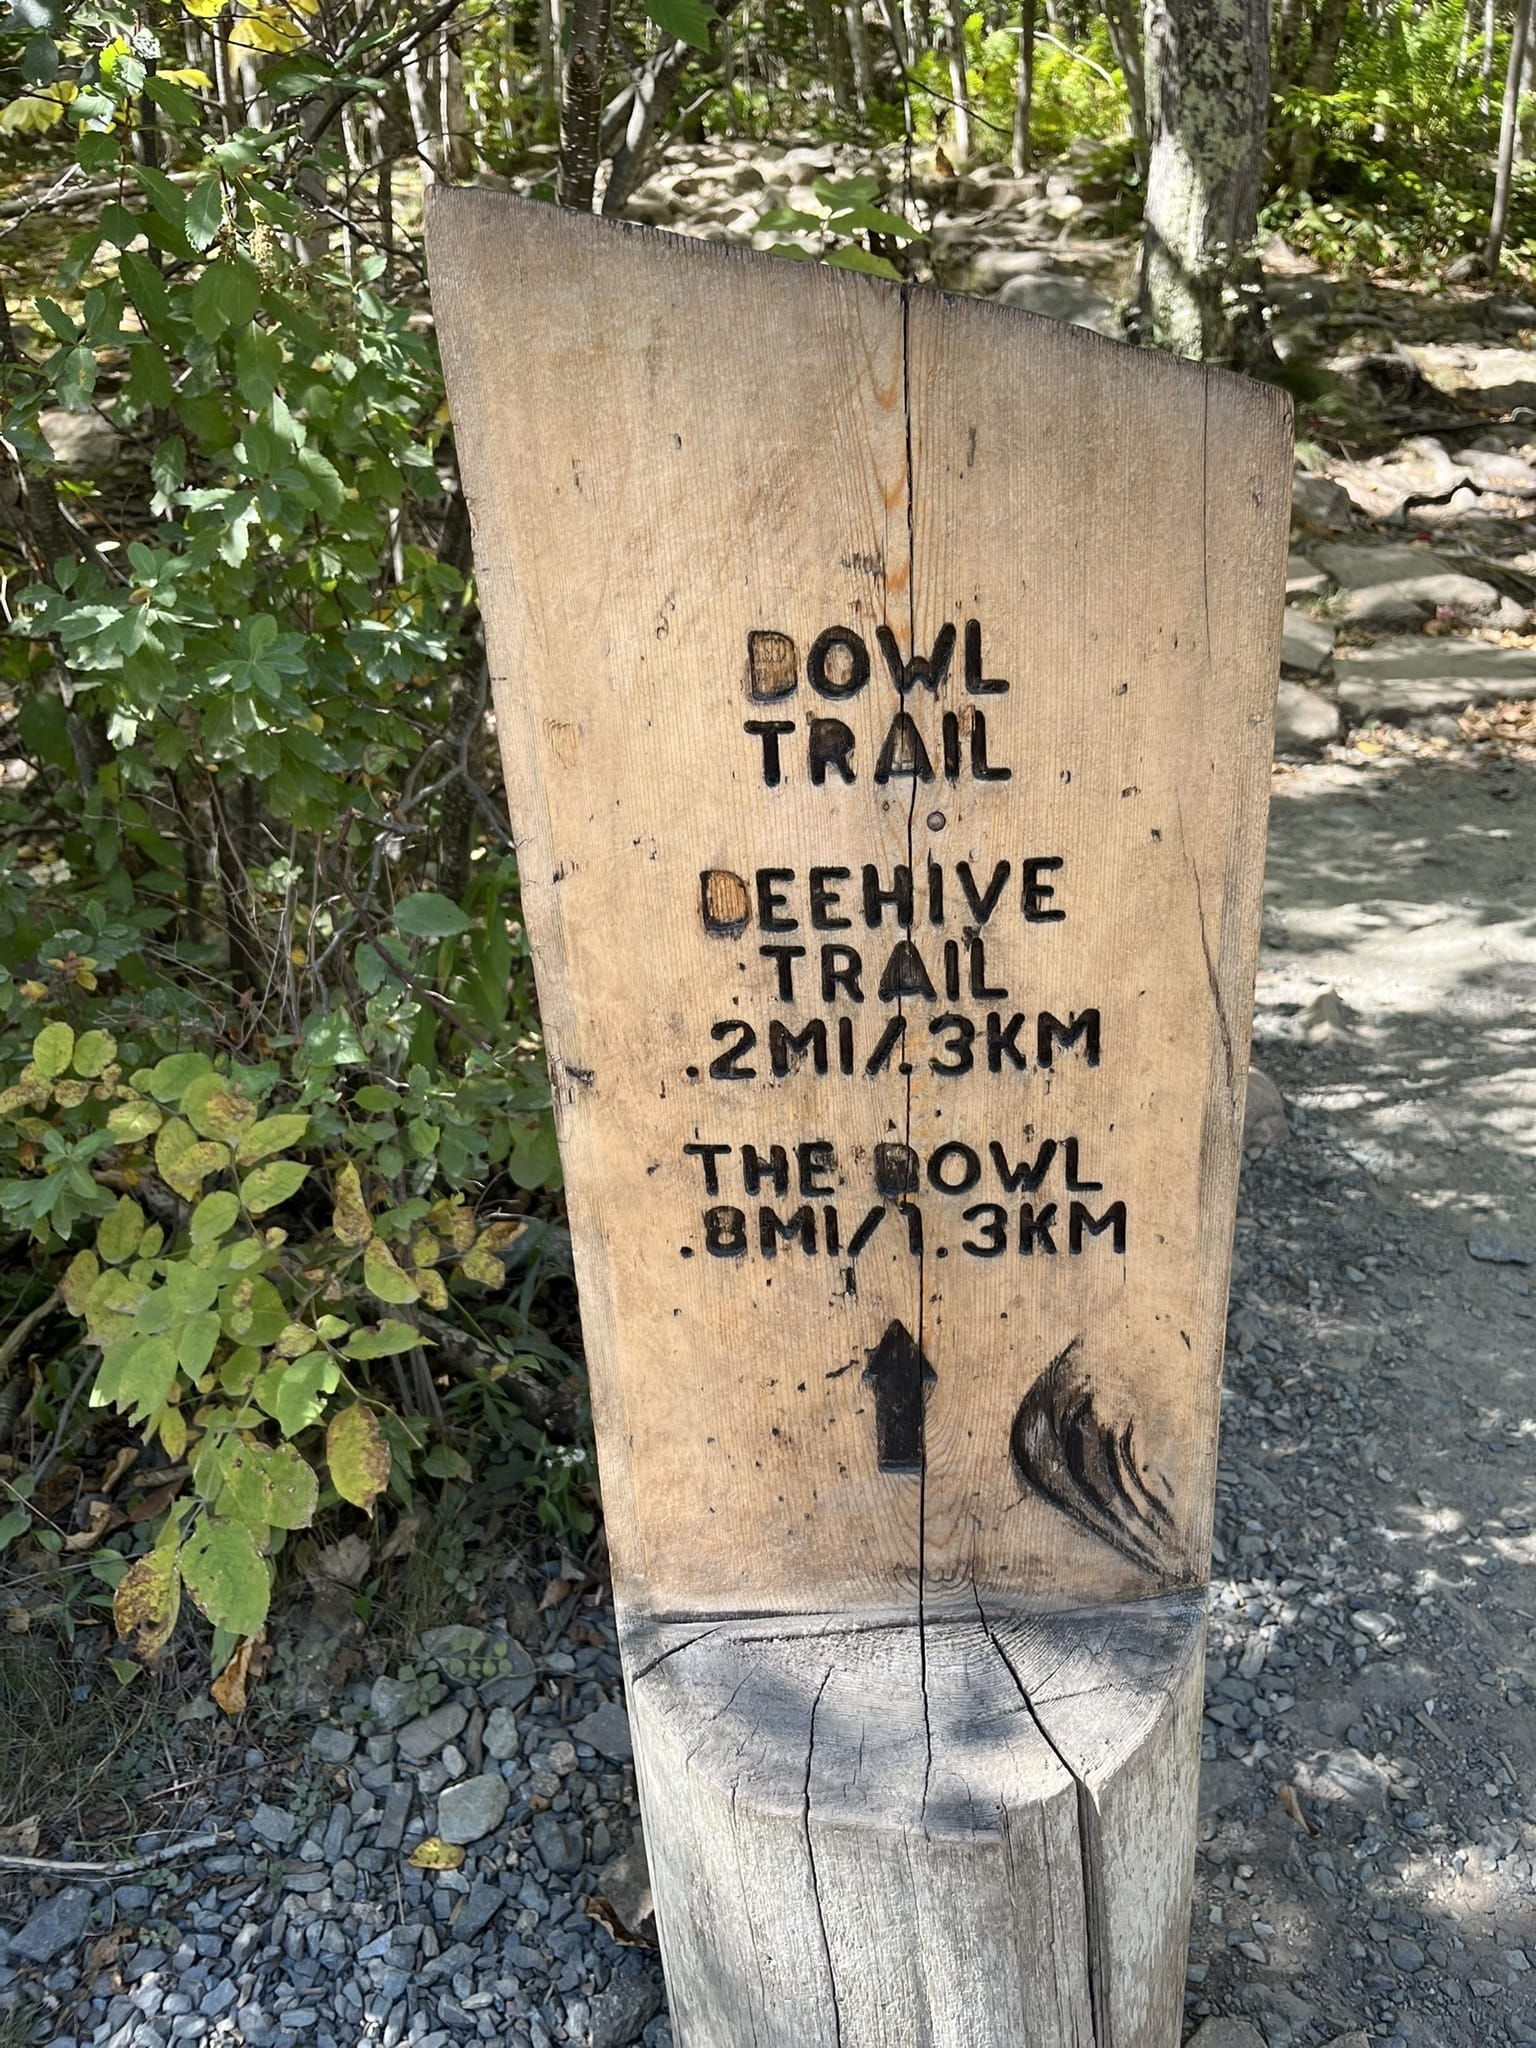 BOWL
TRAIL
BEEHIVE
TRAIL
.2MI/.3KM
THE BOWL
.8MI/1.3KM